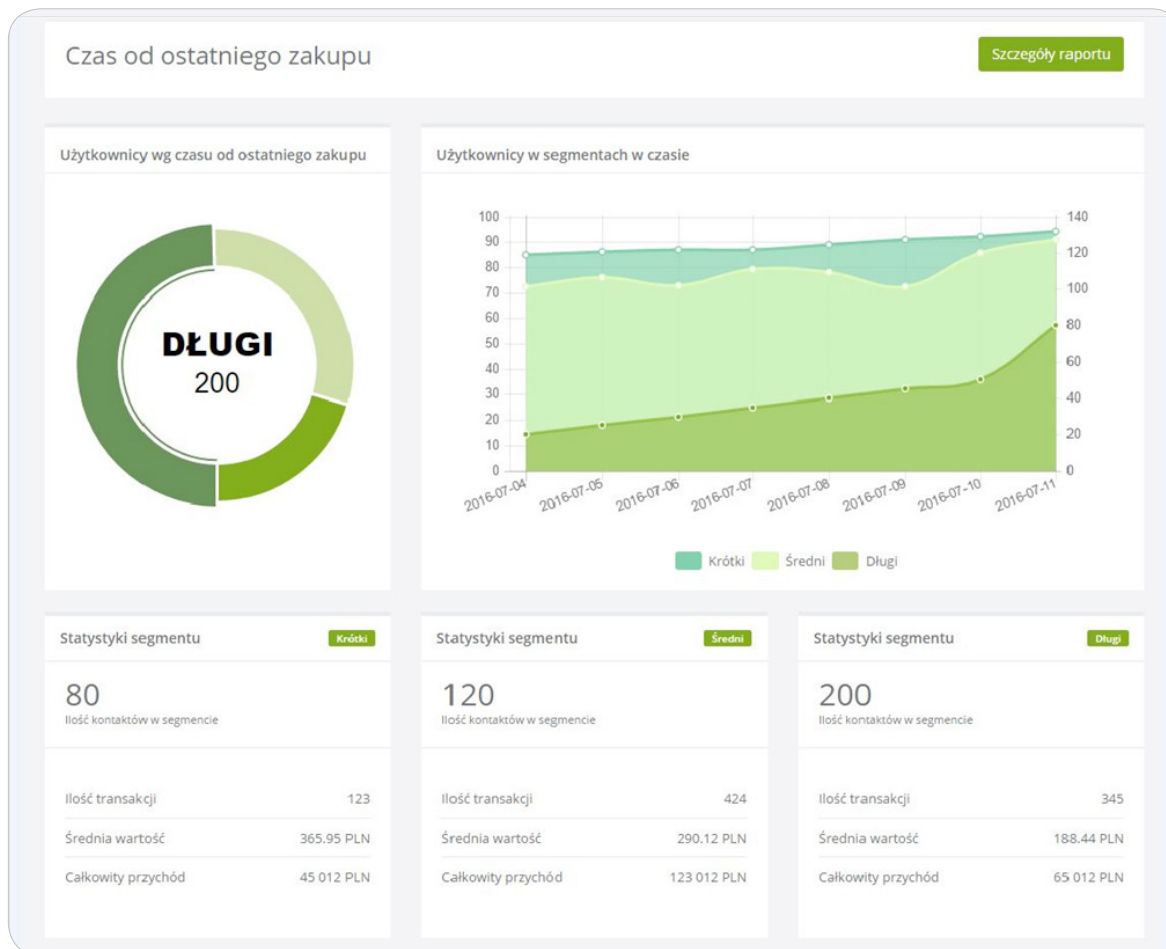 Czas od ostatniego zakupu
Szczegóły raportu
Użytkownicy wg czasu od ostatniego zakupu
DŁUGI
200
Użytkownicy w segmentach w czasie
100
90
80
70
60
50
40
30
20
10
0
140
120
100
80
60
40
20
0
2016-07-04
2016-07-05
2016-07-06
2016-07-07
2016-07-08
2016-07-09
2016-07-10
2016-07-11
Krótki Średni Długi
Statystyki segmentu Krótki
80
Ilość kontaktów w segmencie
Ilość transakcji 123
Średnia wartość 365.95 PLN
Całkowity przychód 45 012 PLN
Statystyki segmentu Średni
120
Ilość kontaktów w segmencie
Ilość transakcji 424
Średnia wartość 290.12 PLN
Całkowity przychód 123 012 PLN
Statystyki segmentu Długi
200
Ilość kontaktów w segmencie
Ilość transakcji 345
Średnia wartość 188.44 PLN
Całkowity przychód 65 012 PLN